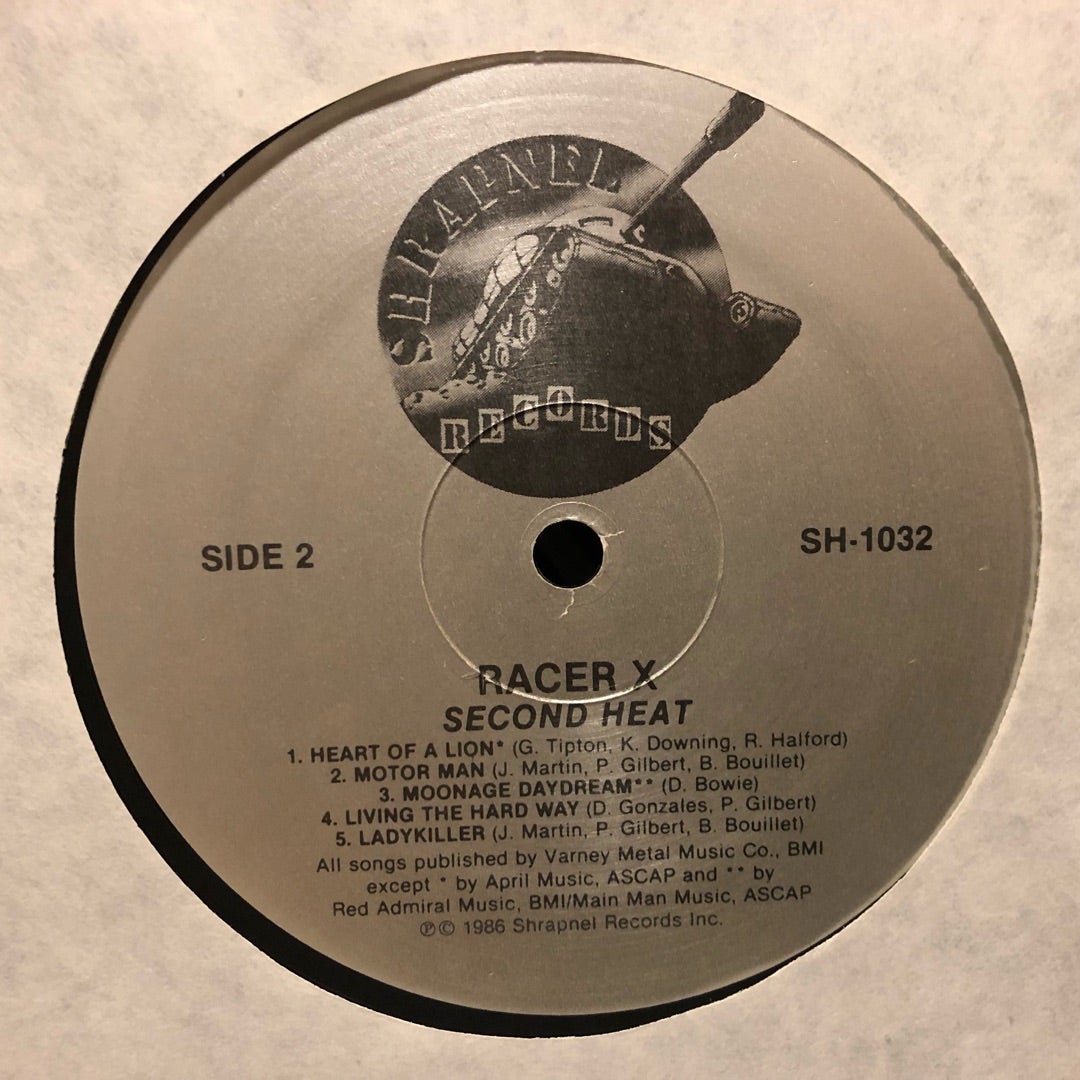 SHRAPNEL
RECORDS
SIDE 2
SH-1032
RACER X
SECOND HEAT
1. HEART OF A LION* (G. Tipton, K. Downing, R. Halford)
2. MOTOR MAN (J. Martin, P. Gilbert, B. Bouillet)
3. MOONAGE DAYDREAM** (D. Bowie)
4. LIVING THE HARD WAY (D. Gonzales, P. Gilbert)
5. LADYKILLER (J. Martin, P. Gilbert, B. Bouillet)
All songs published by Varney Metal Music Co., BMI
except * by April Music, ASCAP and ** by
Red Admiral Music, BMI/Main Man Music, ASCAP
℗© 1986 Shrapnel Records Inc.